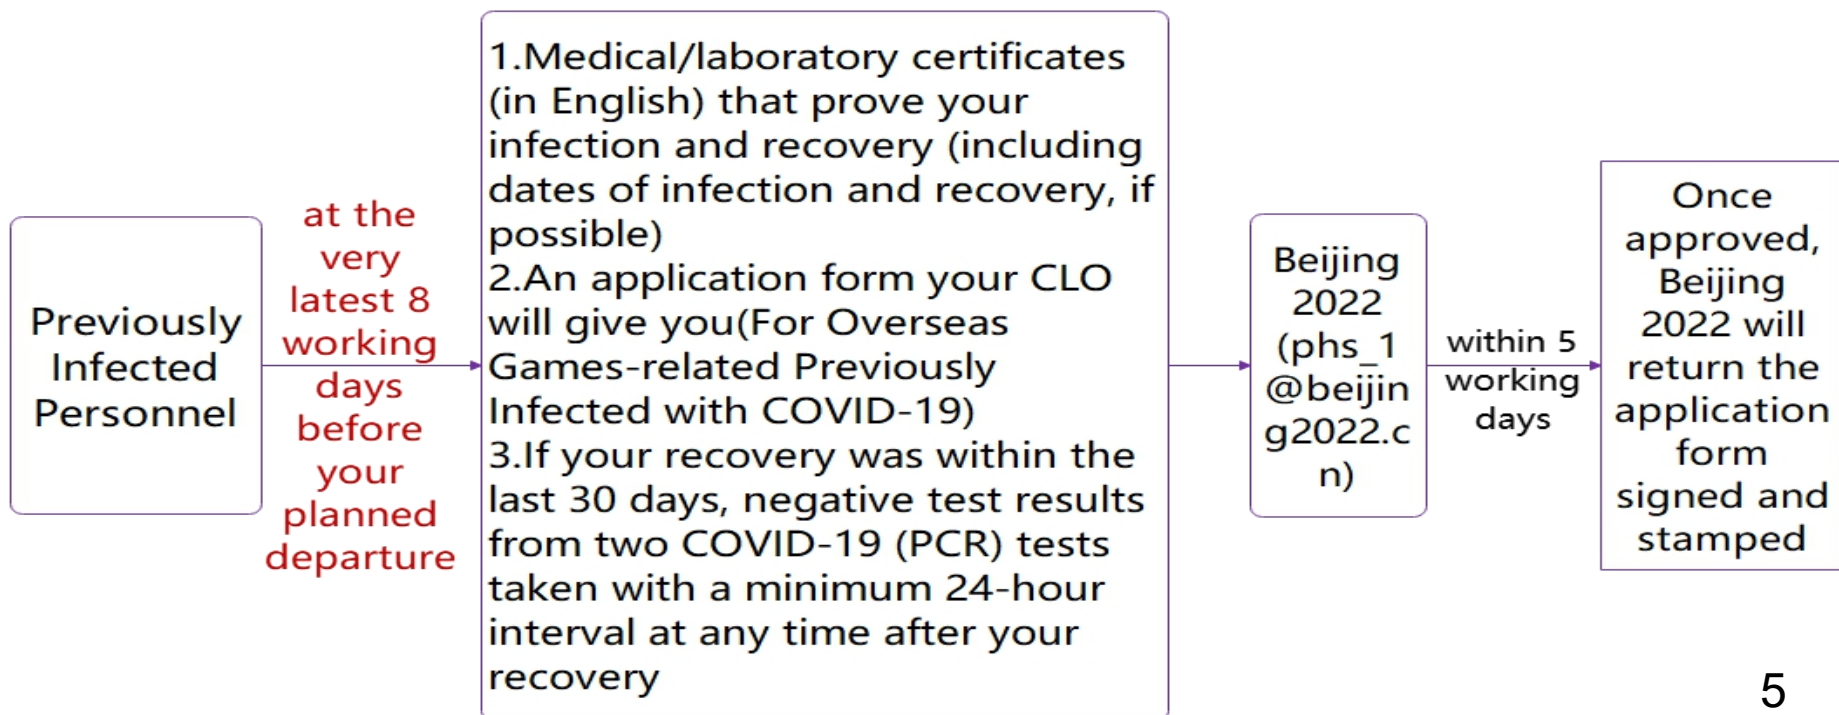 Previously
Infected
Personnel
at the
very
latest 8
working
days
before
your
planned
departure
1.Medical/laboratory certificates
(in English) that prove your
infection and recovery (including
dates of infection and recovery, if
possible)
2.An application form your CLO
will give you(For Overseas
Games-related Previously
Infected with COVID-19)
3.If your recovery was within the
last 30 days, negative test results
from two COVID-19 (PCR) tests
taken with a minimum 24-hour
interval at any time after your
recovery
Beijing
2022
(phs_1
@beijin
g2022.c
n)
within 5
working
days
Once
approved,
Beijing
2022 will
return the
application
form
signed and
stamped
5